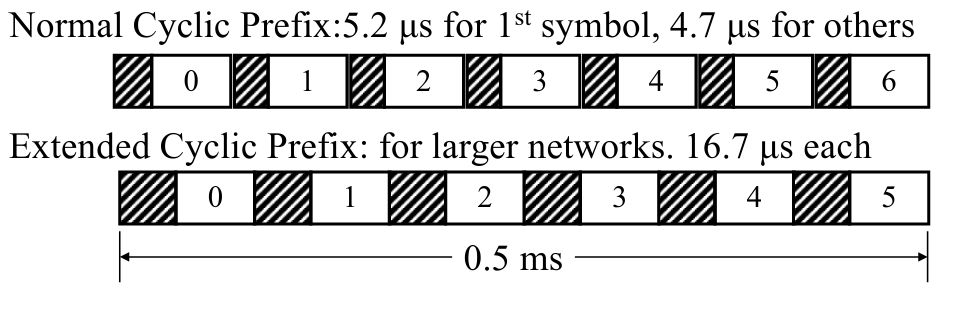 Normal Cyclic Prefix:5.2 μs for 1st symbol, 4.7 μs for others
0 1 2 3 4 5 6
Extended Cyclic Prefix: for larger networks. 16.7 μs each
0 1 2 3 4 5
0.5 ms